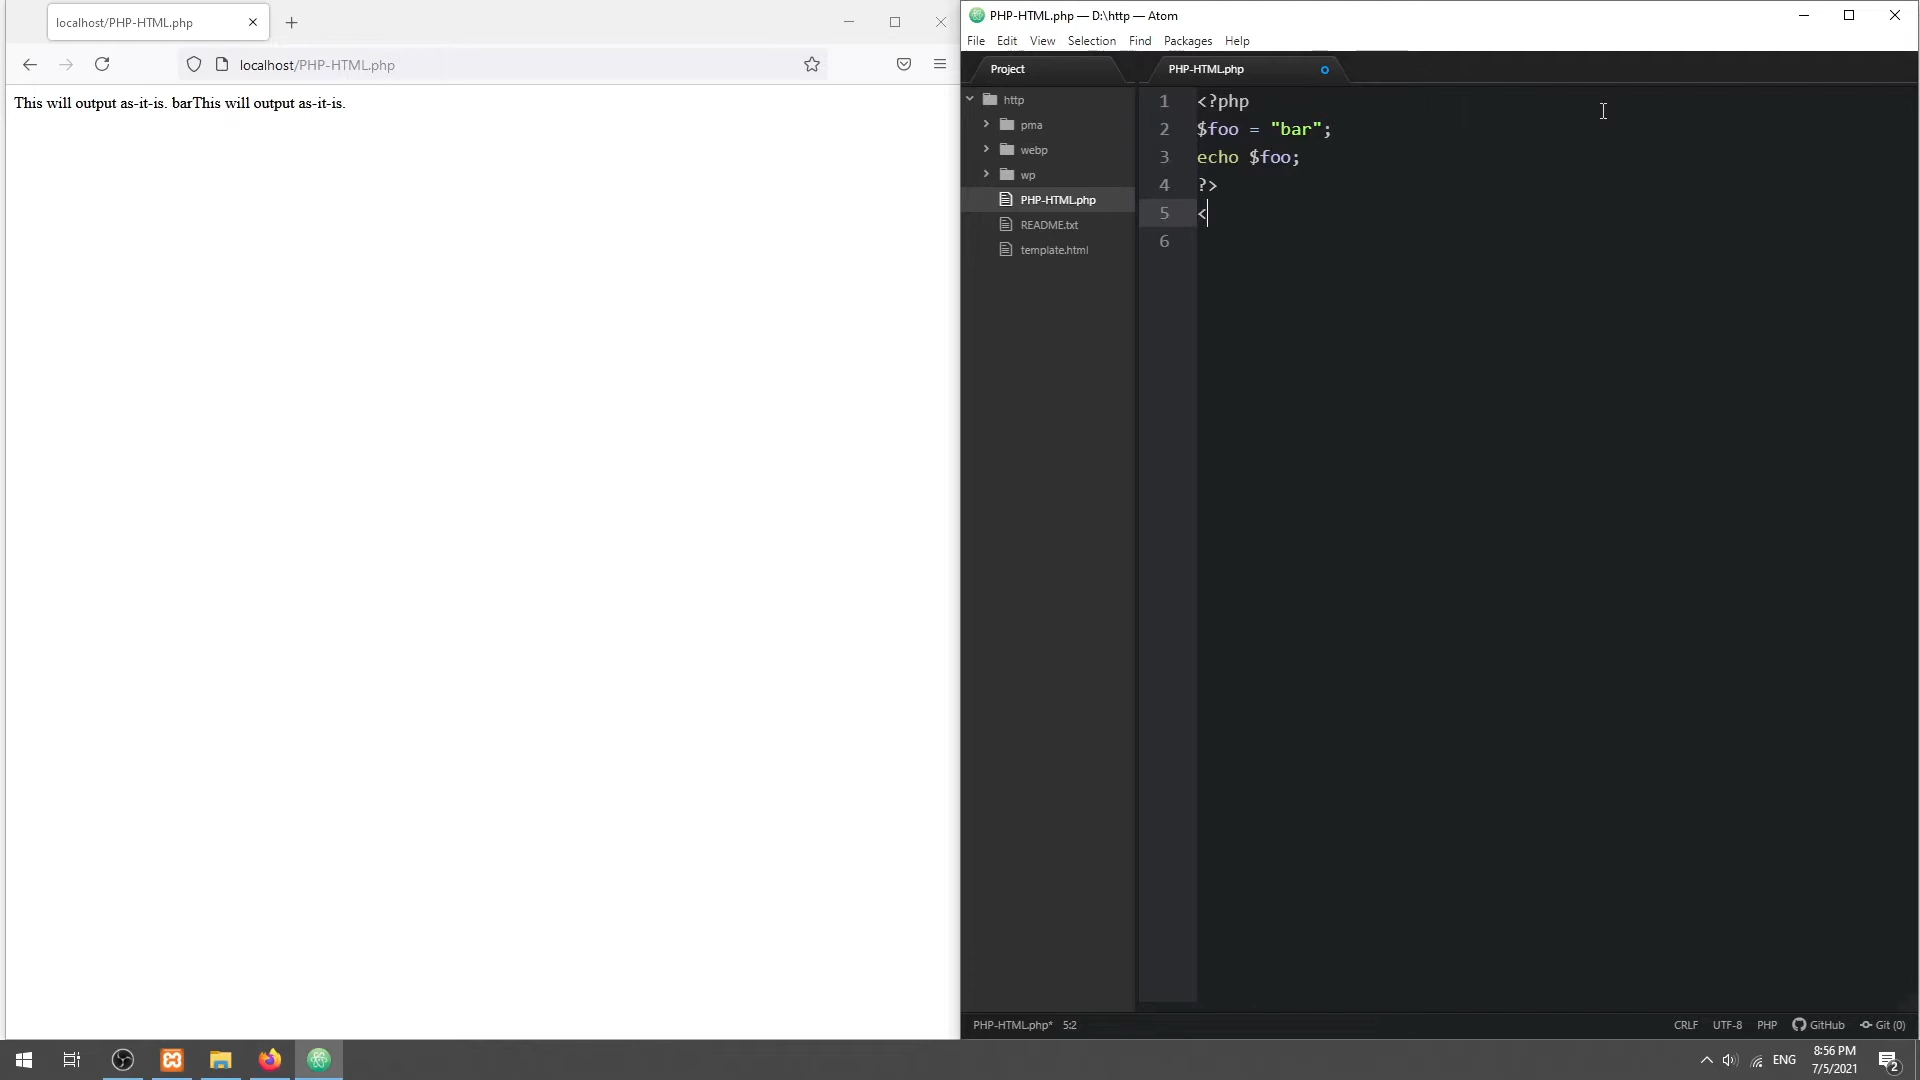 localhost/PHP-HTML.php
localhost/PHP-HTML.php
This will output as-it-is. barThis will output as-it-is.
PHP-HTML.php — D:\http — Atom
File Edit View Selection Find Packages Help
Project
PHP-HTML.php
http
pma
webp
wp
PHP-HTML.php
README.txt
template.html
1 <?php
2 $foo = "bar";
3 echo $foo;
4 ?>
5 <
6
PHP-HTML.php* 5:2
CRLF UTF-8 PHP GitHub Git (0)
ENG
8:56 PM
7/5/2021
2